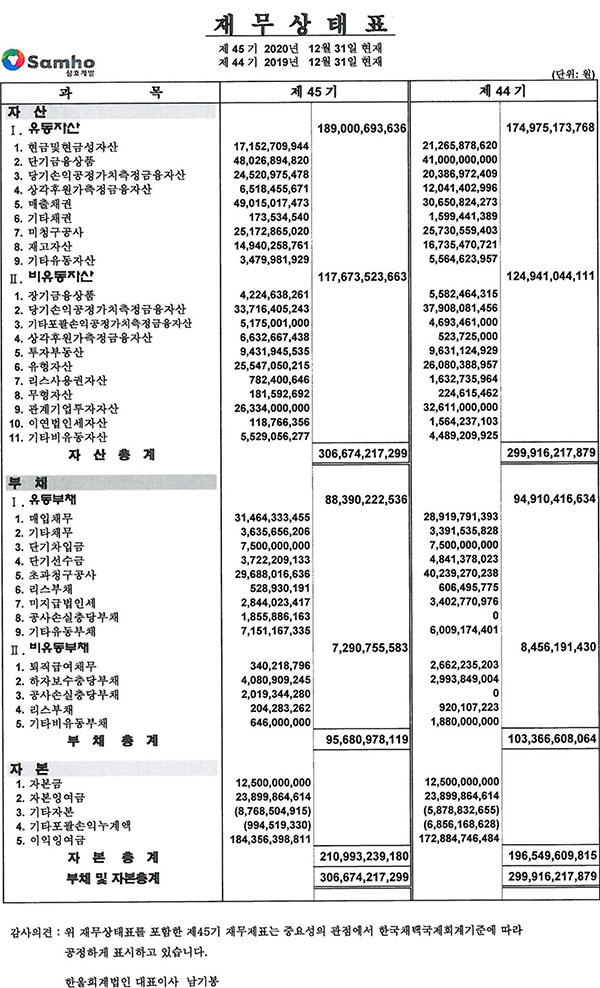 재 무 상 태 표
제 45 기 2020년 12월 31일 현재
제 44 기 2019년 12월 31일 현재
Samho
삼호개발
(단위: 원)
과 목 제 45 기 제 44 기
자 산
Ⅰ. 유동자산 189,000,693,636 174,975,173,768
1. 현금및현금성자산 17,152,709,944 21,265,878,620
2. 단기금융상품 48,026,894,820 41,000,000,000
3. 당기손익공정가치측정금융자산 24,520,975,478 20,386,972,409
4. 상각후원가측정금융자산 6,518,455,671 12,041,402,996
5. 매출채권 49,015,017,473 30,650,824,273
6. 기타채권 173,534,540 1,599,441,389
7. 미청구공사 25,172,865,020 25,730,559,403
8. 재고자산 14,940,258,761 16,735,470,721
9. 기타유동자산 3,479,981,929 5,564,623,957
Ⅱ. 비유동자산 117,673,523,663 124,941,044,111
1. 장기금융상품 4,224,638,261 5,582,464,315
2. 당기손익공정가치측정금융자산 33,716,405,243 37,908,081,456
3. 기타포괄손익공정가치측정금융자산 5,175,001,000 4,693,461,000
4. 상각후원가측정금융자산 6,632,667,438 523,725,000
5. 투자부동산 9,431,945,535 9,631,124,929
6. 유형자산 25,547,050,215 26,080,388,957
7. 리스사용권자산 782,400,646 1,632,735,964
8. 무형자산 181,592,692 224,615,462
9. 관계기업투자자산 26,334,000,000 32,611,000,000
10. 이연법인세자산 118,766,356 1,564,237,103
11. 기타비유동자산 5,529,056,277 4,489,209,925
자 산 총 계 306,674,217,299 299,916,217,879
부 채
Ⅰ. 유동부채 88,390,222,536 94,910,416,634
1. 매입채무 31,464,333,455 28,919,791,393
2. 기타채무 3,635,656,206 3,391,535,828
3. 단기차입금 7,500,000,000 7,500,000,000
4. 단기선수금 3,722,209,133 4,841,378,023
5. 초과청구공사 29,688,016,636 40,239,270,238
6. 리스부채 528,930,191 606,495,775
7. 미지급법인세 2,844,023,417 3,402,770,976
8. 공사손실충당부채 1,855,886,163 0
9. 기타유동부채 7,151,167,335 6,009,174,401
Ⅱ. 비유동부채 7,290,755,583 8,456,191,430
1. 퇴직급여채무 340,218,796 2,662,235,203
2. 하자보수충당부채 4,080,909,245 2,993,849,004
3. 공사손실충당부채 2,019,344,280 0
4. 리스부채 204,283,262 920,107,223
5. 기타비유동부채 646,000,000 1,880,000,000
부 채 총 계 95,680,978,119 103,366,608,064
자 본
1. 자본금 12,500,000,000 12,500,000,000
2. 자본잉여금 23,899,864,614 23,899,864,614
3. 기타자본 (8,768,504,915) (5,878,832,655)
4. 기타포괄손익누계액 (994,519,330) (6,856,168,628)
5. 이익잉여금 184,356,398,811 172,884,746,484
자 본 총 계 210,993,239,180 196,549,609,815
부채 및 자본총계 306,674,217,299 299,916,217,879
감사의견 : 위 재무상태표를 포함한 제45기 재무제표는 중요성의 관점에서 한국채택국제회계기준에 따라
공정하게 표시하고 있습니다.
한울회계법인 대표이사 남기봉